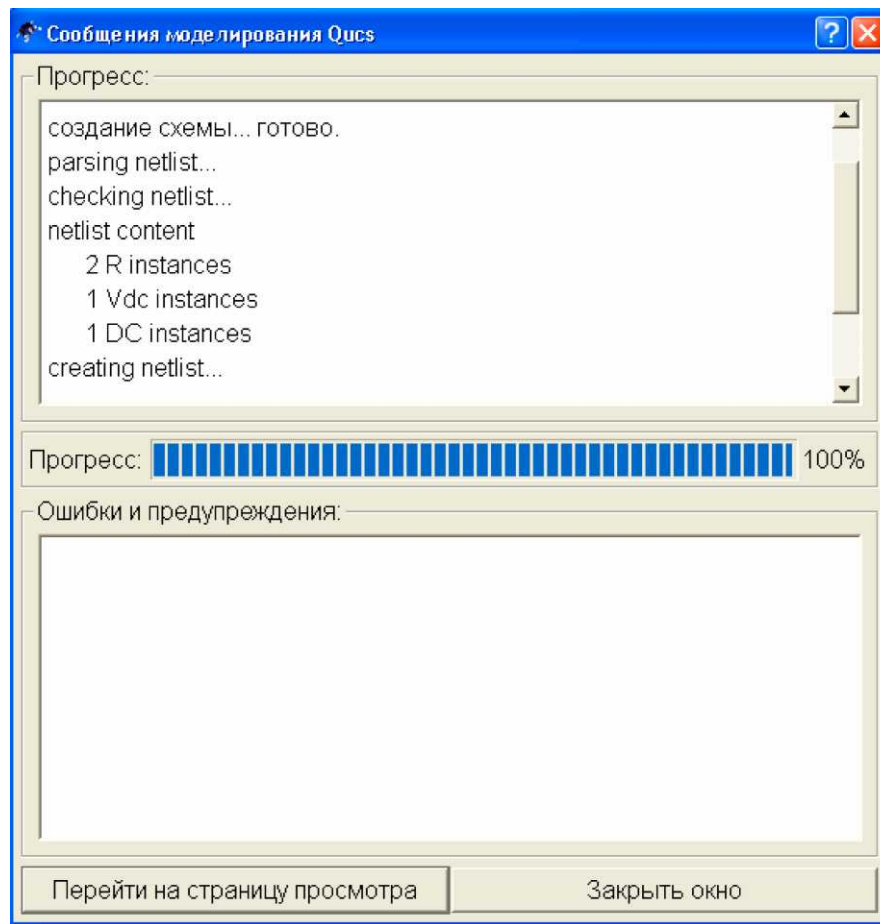 Сообщения моделирования Qucs
Прогресс:
создание схемы... готово.
parsing netlist...
checking netlist...
netlist content
2 R instances
1 Vdc instances
1 DC instances
creating netlist...
Прогресс: 100%
Ошибки и предупреждения:
Перейти на страницу просмотра
Закрыть окно